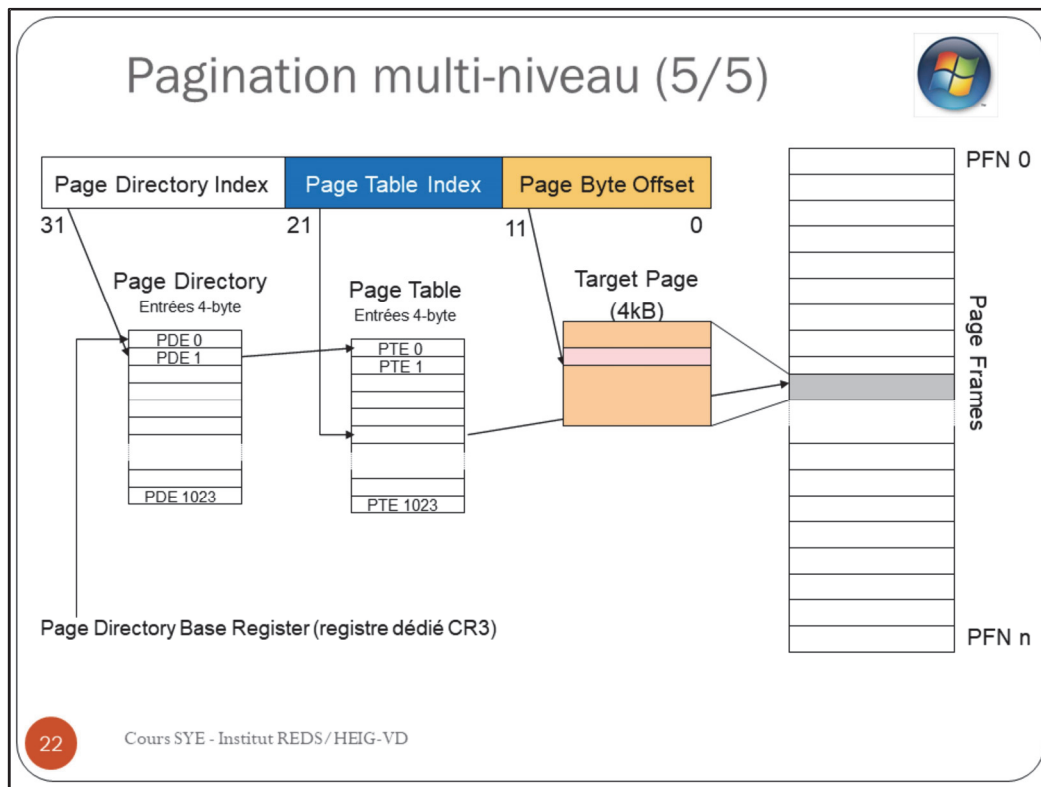 Pagination multi-niveau (5/5)
Page Directory Index
Page Table Index
Page Byte Offset
31
21
11
0
Page Directory
Entrées 4-byte
PDE 0
PDE 1
PDE 1023
Page Table
Entrées 4-byte
PTE 0
PTE 1
PTE 1023
Target Page
(4kB)
PFN 0
Page Frames
PFN n
Page Directory Base Register (registre dédié CR3)
22
Cours SYE - Institut REDS/HEIG-VD